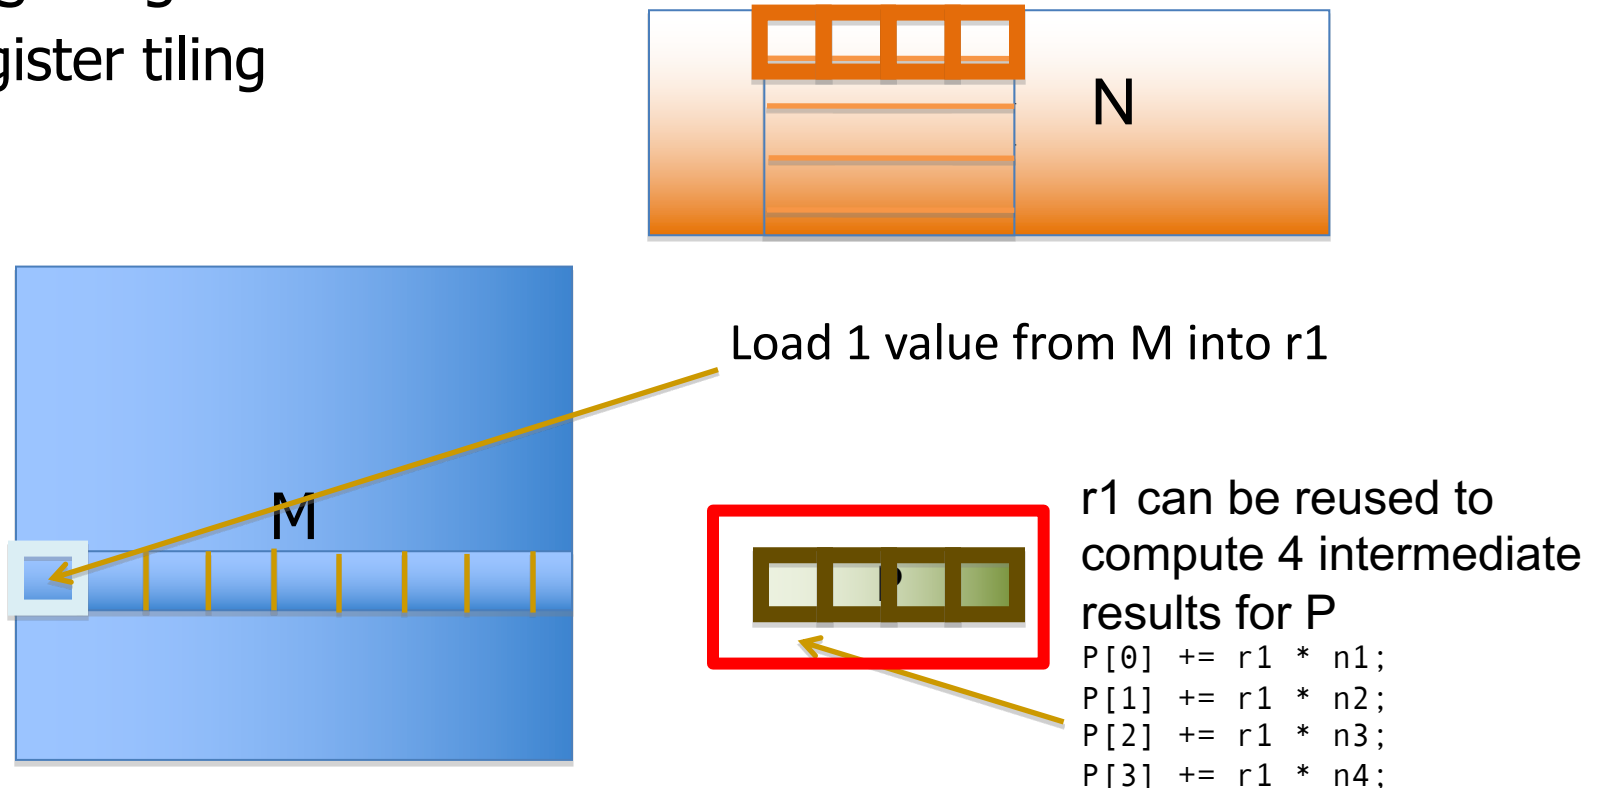 gister tiling
N
Load 1 value from M into r1
M
P
r1 can be reused to
compute 4 intermediate
results for P
P[0] += r1 * n1;
P[1] += r1 * n2;
P[2] += r1 * n3;
P[3] += r1 * n4;